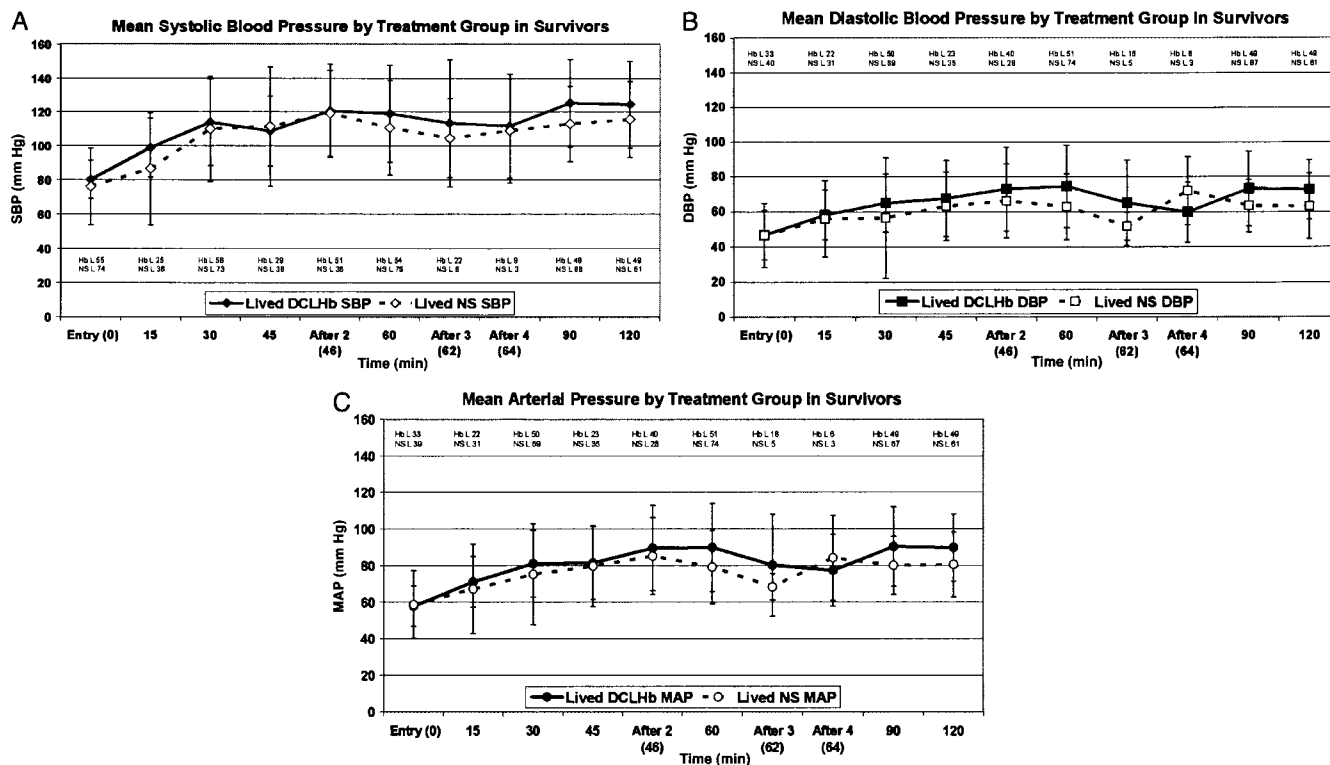 A
Mean Systolic Blood Pressure by Treatment Group in Survivors
160
140
120
100
80
60
40
20
0
SBP (mm Hg)
Hb L 55 Hb L 25 Hb L 58 Hb L 29 Hb L 51 Hb L 54 Hb L 22 Hb L 9 Hb L 49 Hb L 49
NS L 74 NS L 36 NS L 73 NS L 38 NS L 36 NS L 75 NS L 6 NS L 3 NS L 68 NS L 61
Lived DCLHb SBP Lived NS SBP
Entry (0) 15 30 45 After 2 60 After 3 After 4 90 120
(46) (62) (64)
Time (min)
B
Mean Diastolic Blood Pressure by Treatment Group in Survivors
160
140
120
100
80
60
40
20
0
DBP (mm Hg)
Hb L 33 Hb L 22 Hb L 50 Hb L 23 Hb L 40 Hb L 51 Hb L 16 Hb L 6 Hb L 49 Hb L 49
NS L 40 NS L 31 NS L 69 NS L 35 NS L 28 NS L 74 NS L 5 NS L 3 NS L 67 NS L 61
Lived DCLHb DBP Lived NS DBP
Entry (0) 15 30 45 After 2 60 After 3 After 4 90 120
(46) (62) (64)
Time (min)
C
Mean Arterial Pressure by Treatment Group in Survivors
160
140
120
100
80
60
40
20
0
MAP (mm Hg)
Hb L 33 Hb L 22 Hb L 50 Hb L 23 Hb L 40 Hb L 51 Hb L 16 Hb L 6 Hb L 49 Hb L 49
NS L 39 NS L 31 NS L 69 NS L 35 NS L 28 NS L 74 NS L 5 NS L 3 NS L 67 NS L 61
Lived DCLHb MAP Lived NS MAP
Entry (0) 15 30 45 After 2 60 After 3 After 4 90 120
(46) (62) (64)
Time (min)